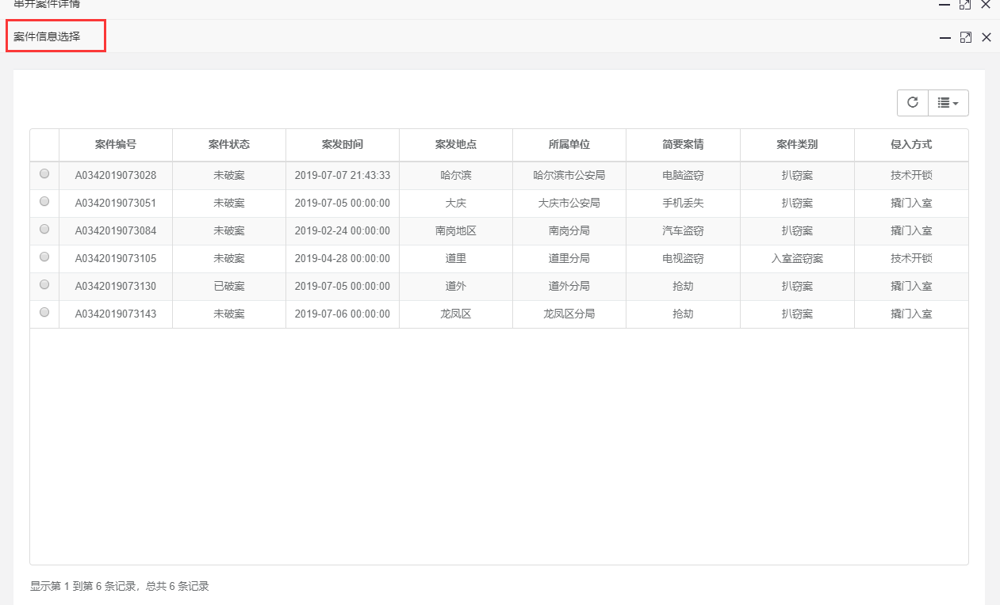 串并案件详情
案件信息选择
案件编号 案件状态 案发时间 案发地点 所属单位 简要案情 案件类别 侵入方式
A0342019073028 未破案 2019-07-07 21:43:33 哈尔滨 哈尔滨市公安局 电脑盗窃 扒窃案 技术开锁
A0342019073051 未破案 2019-07-05 00:00:00 大庆 大庆市公安局 手机丢失 扒窃案 撬门入室
A0342019073084 未破案 2019-02-24 00:00:00 南岗地区 南岗分局 汽车盗窃 扒窃案 撬门入室
A0342019073105 未破案 2019-04-28 00:00:00 道里 道里分局 电视盗窃 入室盗窃案 技术开锁
A0342019073130 已破案 2019-07-05 00:00:00 道外 道外分局 抢劫 扒窃案 撬门入室
A0342019073143 未破案 2019-07-06 00:00:00 龙凤区 龙凤区分局 抢劫 扒窃案 撬门入室
显示第 1 到第 6 条记录，总共 6 条记录